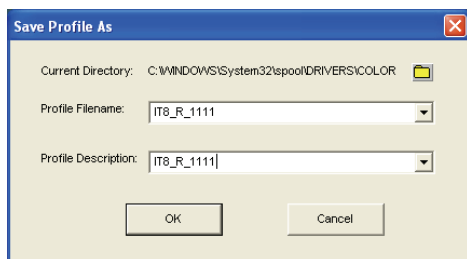 Save Profile As
Current Directory: C:\WINDOWS\System32\spool\DRIVERS\COLOR
Profile Filename: IT8_R_1111
Profile Description: IT8_R_1111
OK Cancel